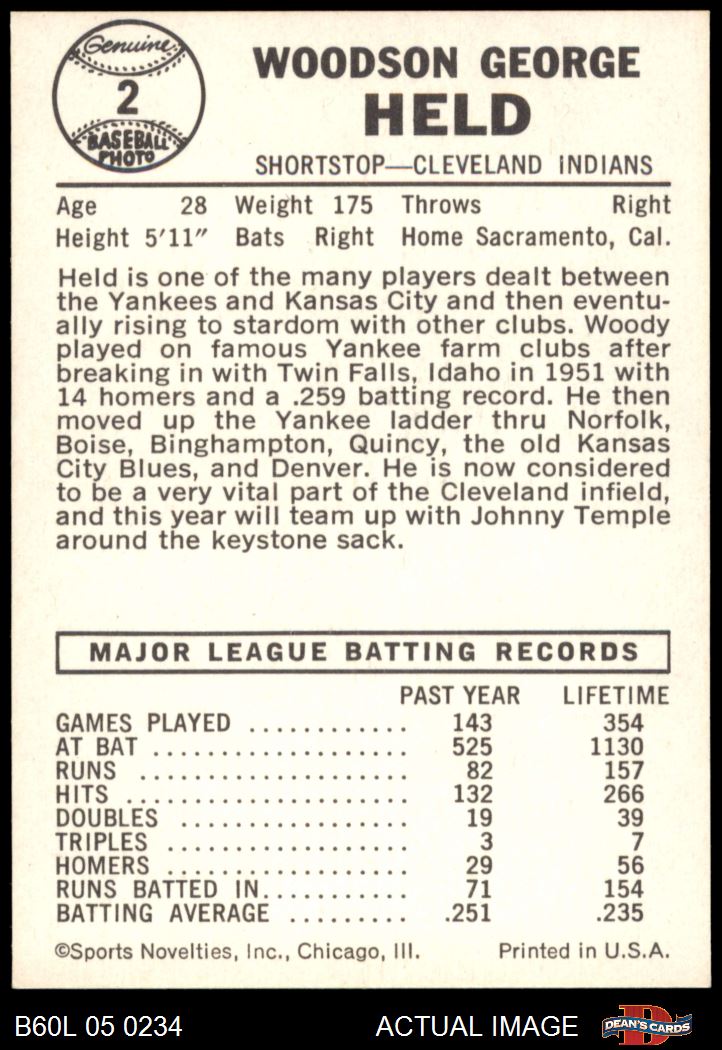 Genuine
2
BASEBALL
PHOTO
WOODSON GEORGE
HELD
SHORTSTOP—CLEVELAND INDIANS
Age 28 Weight 175 Throws Right
Height 5'11" Bats Right Home Sacramento, Cal.
Held is one of the many players dealt between
the Yankees and Kansas City and then eventu-
ally rising to stardom with other clubs. Woody
played on famous Yankee farm clubs after
breaking in with Twin Falls, Idaho in 1951 with
14 homers and a .259 batting record. He then
moved up the Yankee ladder thru Norfolk,
Boise, Binghampton, Quincy, the old Kansas
City Blues, and Denver. He is now considered
to be a very vital part of the Cleveland infield,
and this year will team up with Johnny Temple
around the keystone sack.
MAJOR LEAGUE BATTING RECORDS
PAST YEAR LIFETIME
GAMES PLAYED ............ 143 354
AT BAT ................... 525 1130
RUNS .................... 82 157
HITS ..................... 132 266
DOUBLES ................. 19 39
TRIPLES .................. 3 7
HOMERS .................. 29 56
RUNS BATTED IN........... 71 154
BATTING AVERAGE ......... .251 .235
©Sports Novelties, Inc., Chicago, Ill. Printed in U.S.A.
B60L 05 0234 ACTUAL IMAGE D DEAN'S CARDS